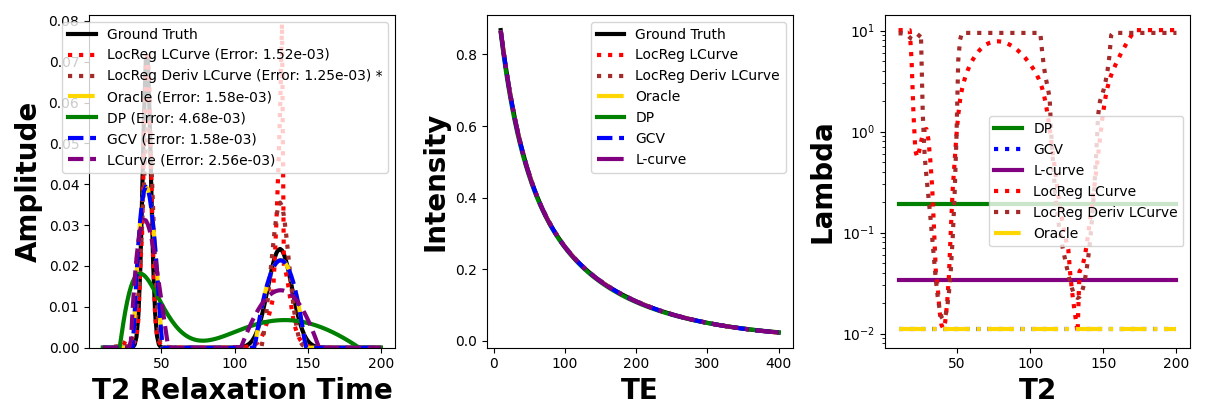 Amplitude
0.08
0.07
0.06
0.05
0.04
0.03
0.02
0.01
0.00
50
100
150
200
T2 Relaxation Time
Ground Truth
LocReg LCurve (Error: 1.52e-03)
LocReg Deriv LCurve (Error: 1.25e-03) *
Oracle (Error: 1.58e-03)
DP (Error: 4.68e-03)
GCV (Error: 1.58e-03)
LCurve (Error: 2.56e-03)
Intensity
0.8
0.6
0.4
0.2
0.0
0
100
200
300
400
TE
Ground Truth
LocReg LCurve
LocReg Deriv LCurve
Oracle
DP
GCV
L-curve
Lambda
10¹
10⁰
10⁻¹
10⁻²
50
100
150
200
T2
DP
GCV
L-curve
LocReg LCurve
LocReg Deriv LCurve
Oracle